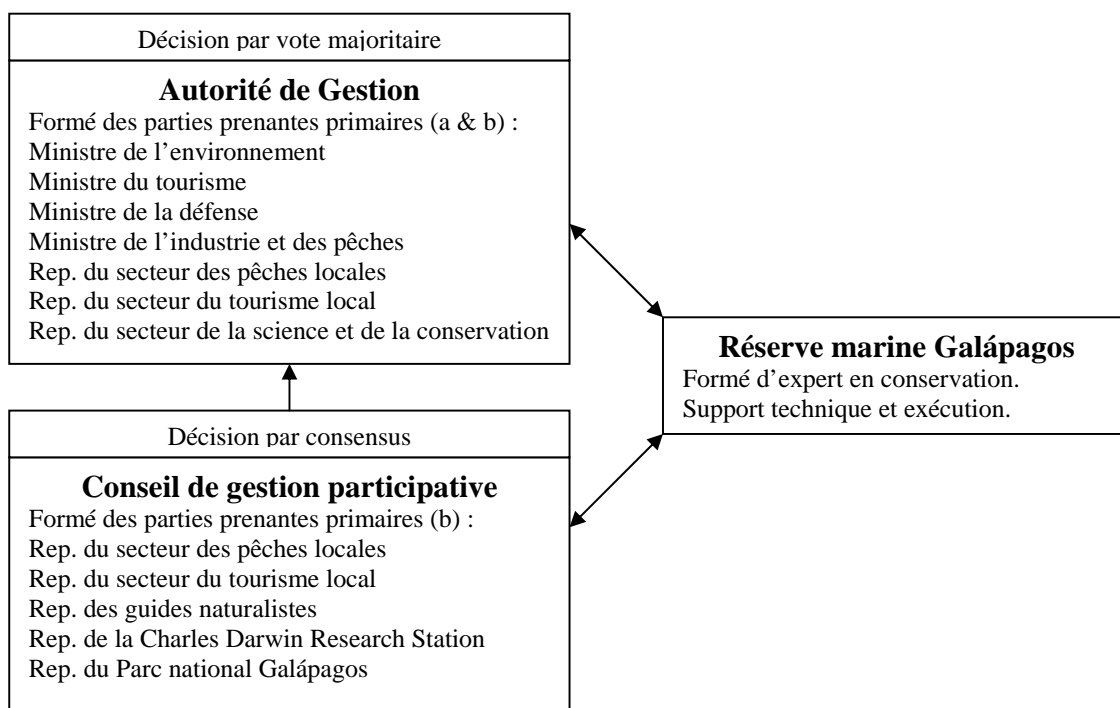 Décision par vote majoritaire
Autorité de Gestion
Formé des parties prenantes primaires (a & b) :
Ministre de l’environnement
Ministre du tourisme
Ministre de la défense
Ministre de l’industrie et des pêches
Rep. du secteur des pêches locales
Rep. du secteur du tourisme local
Rep. du secteur de la science et de la conservation
Réserve marine Galápagos
Formé d’expert en conservation.
Support technique et exécution.
Décision par consensus
Conseil de gestion participative
Formé des parties prenantes primaires (b) :
Rep. du secteur des pêches locales
Rep. du secteur du tourisme local
Rep. des guides naturalistes
Rep. de la Charles Darwin Research Station
Rep. du Parc national Galápagos